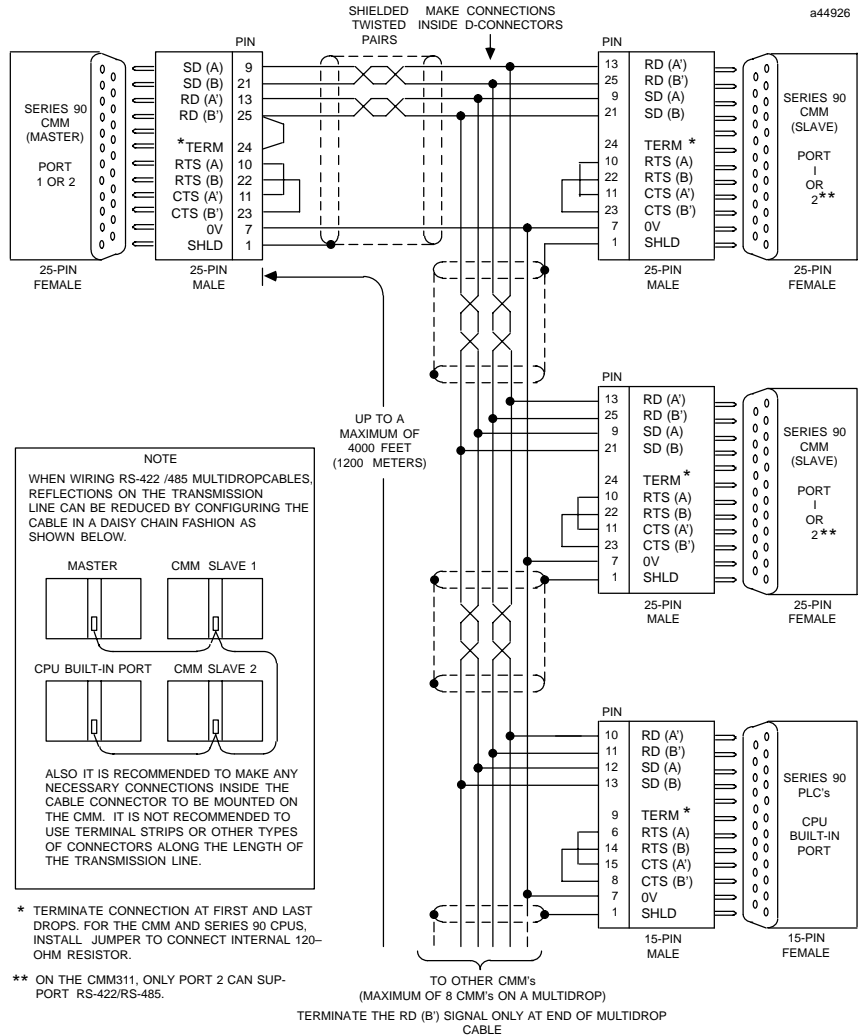 a44926
SHIELDED
TWISTED
PAIRS
MAKE CONNECTIONS
INSIDE D-CONNECTORS
PIN
SERIES 90
CMM
(MASTER)
PORT
1 OR 2
SD (A) 9
SD (B) 21
RD (A') 13
RD (B') 25
*TERM 24
RTS (A) 10
RTS (B) 22
CTS (A') 11
CTS (B') 23
0V 7
SHLD 1
25-PIN
FEMALE
25-PIN
MALE
PIN
13 RD (A')
25 RD (B')
9 SD (A)
21 SD (B)
24 TERM *
10 RTS (A)
22 RTS (B)
11 CTS (A')
23 CTS (B')
7 0V
1 SHLD
SERIES 90
CMM
(SLAVE)
PORT
I
OR
2**
25-PIN
MALE
25-PIN
FEMALE
UP TO A
MAXIMUM OF
4000 FEET
(1200 METERS)
PIN
13 RD (A')
25 RD (B')
9 SD (A)
21 SD (B)
24 TERM *
10 RTS (A)
22 RTS (B)
11 CTS (A')
23 CTS (B')
7 0V
1 SHLD
SERIES 90
CMM
(SLAVE)
PORT
I
OR
2**
25-PIN
MALE
25-PIN
FEMALE
NOTE
WHEN WIRING RS-422 /485 MULTIDROPCABLES,
REFLECTIONS ON THE TRANSMISSION
LINE CAN BE REDUCED BY CONFIGURING THE
CABLE IN A DAISY CHAIN FASHION AS
SHOWN BELOW.
MASTER CMM SLAVE 1
CPU BUILT-IN PORT CMM SLAVE 2
ALSO IT IS RECOMMENDED TO MAKE ANY
NECESSARY CONNECTIONS INSIDE THE
CABLE CONNECTOR TO BE MOUNTED ON
THE CMM. IT IS NOT RECOMMENDED TO
USE TERMINAL STRIPS OR OTHER TYPES
OF CONNECTORS ALONG THE LENGTH OF
THE TRANSMISSION LINE.
PIN
10 RD (A')
11 RD (B')
12 SD (A)
13 SD (B)
9 TERM *
6 RTS (A)
14 RTS (B)
15 CTS (A')
8 CTS (B')
7 0V
1 SHLD
SERIES 90
PLC's
CPU
BUILT-IN
PORT
15-PIN
MALE
15-PIN
FEMALE
* TERMINATE CONNECTION AT FIRST AND LAST
DROPS. FOR THE CMM AND SERIES 90 CPUS,
INSTALL JUMPER TO CONNECT INTERNAL 120–
OHM RESISTOR.
** ON THE CMM311, ONLY PORT 2 CAN SUP-
PORT RS-422/RS-485.
TO OTHER CMM's
(MAXIMUM OF 8 CMM's ON A MULTIDROP)
TERMINATE THE RD (B') SIGNAL ONLY AT END OF MULTIDROP
CABLE